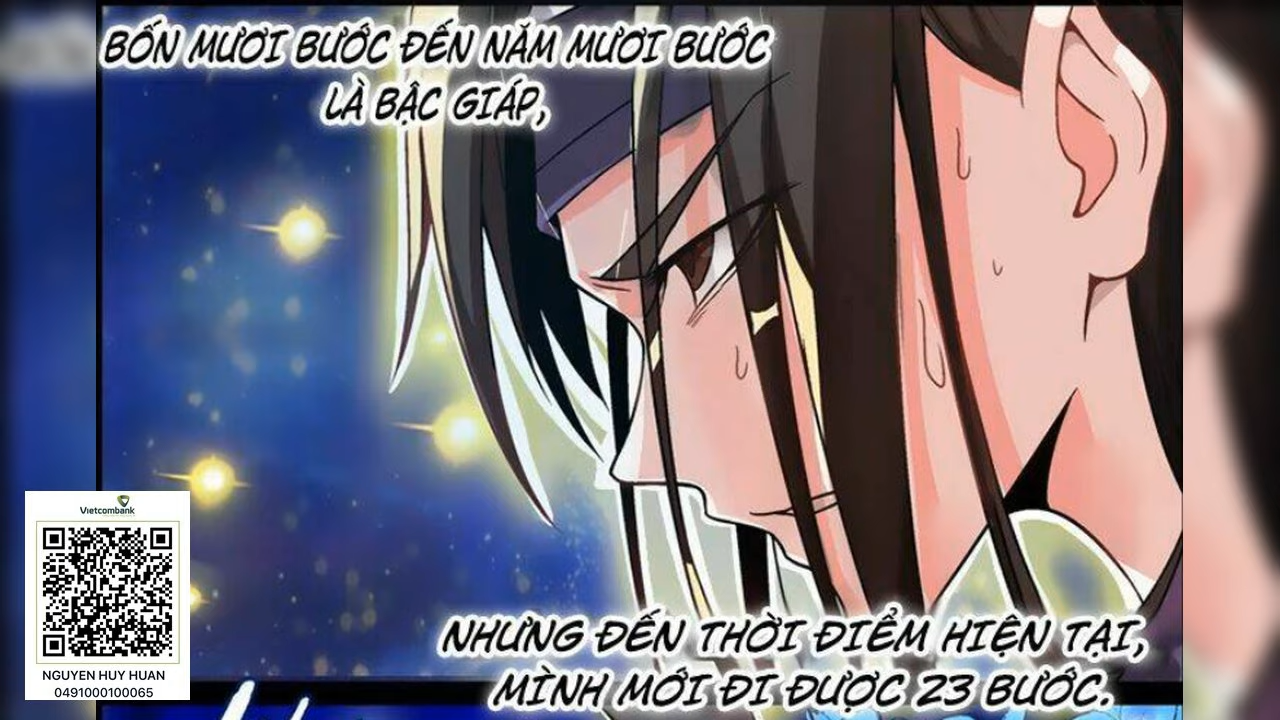 BỐN MƯƠI BƯỚC ĐẾN NĂM MƯƠI BƯỚC
LÀ BẬC GIÁP,
Vietcombank
NGUYEN HUY HUAN
0491000100065
NHƯNG ĐẾN THỜI ĐIỂM HIỆN TẠI,
MÌNH MỚI ĐI ĐƯỢC 23 BƯỚC.